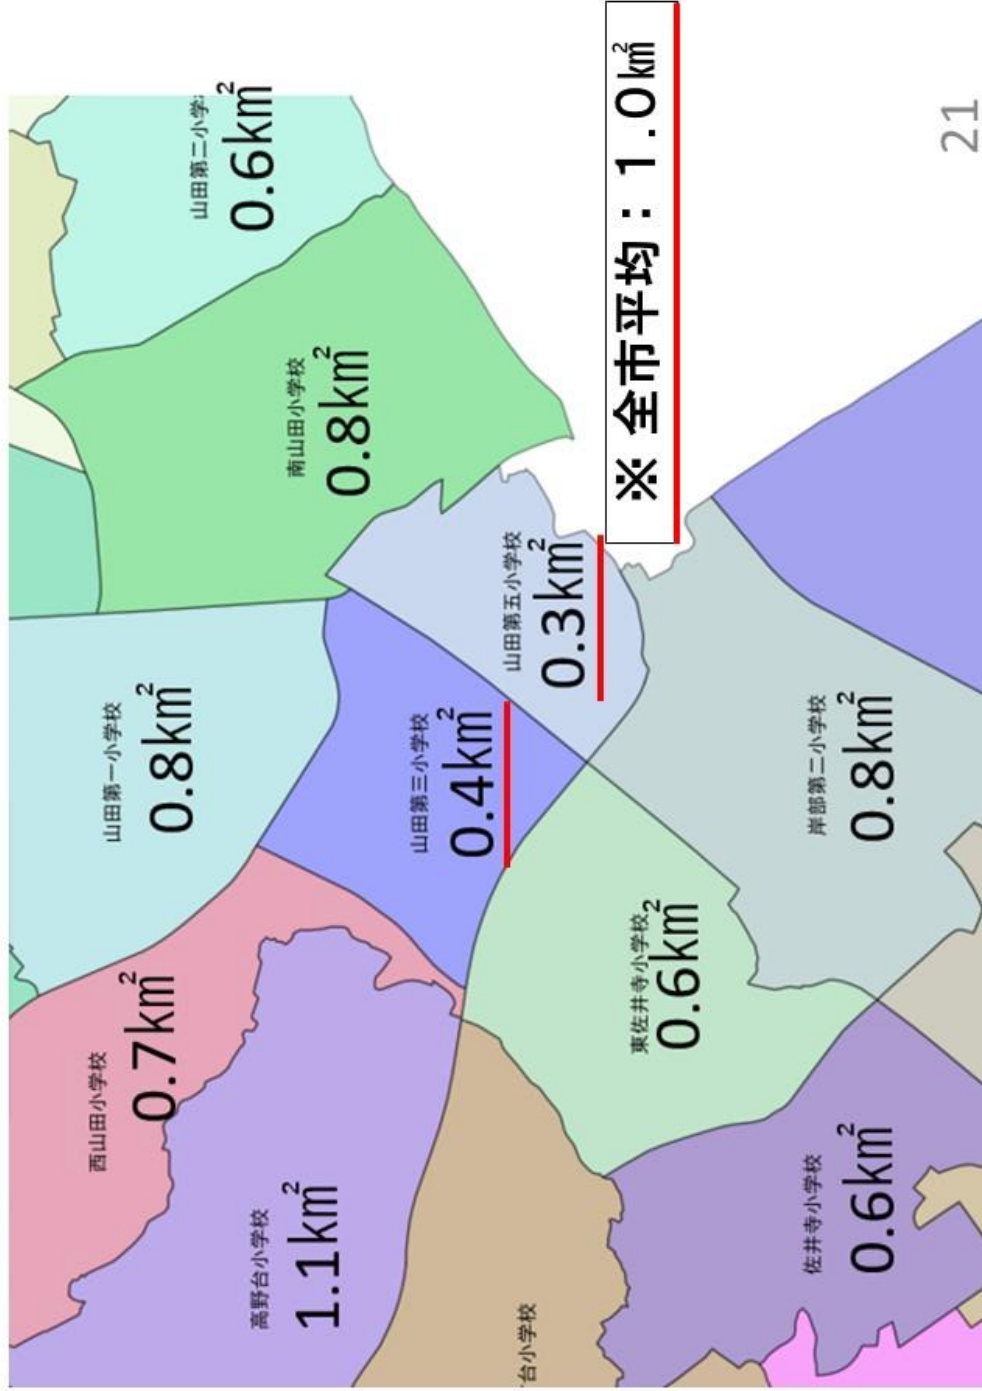 西山田小学校
0.7km²
山田第一小学校
0.8km²
山田第二小学
0.6km²
高野台小学校
1.1km²
南山田小学校
0.8km²
山田第三小学校
0.4km²
山田第五小学校
0.3km²
台小学校
東佐井寺小学校
0.6km²
※ 全市平均：1.0km²
佐井寺小学校
0.6km²
岸部第二小学校
0.8km²
21